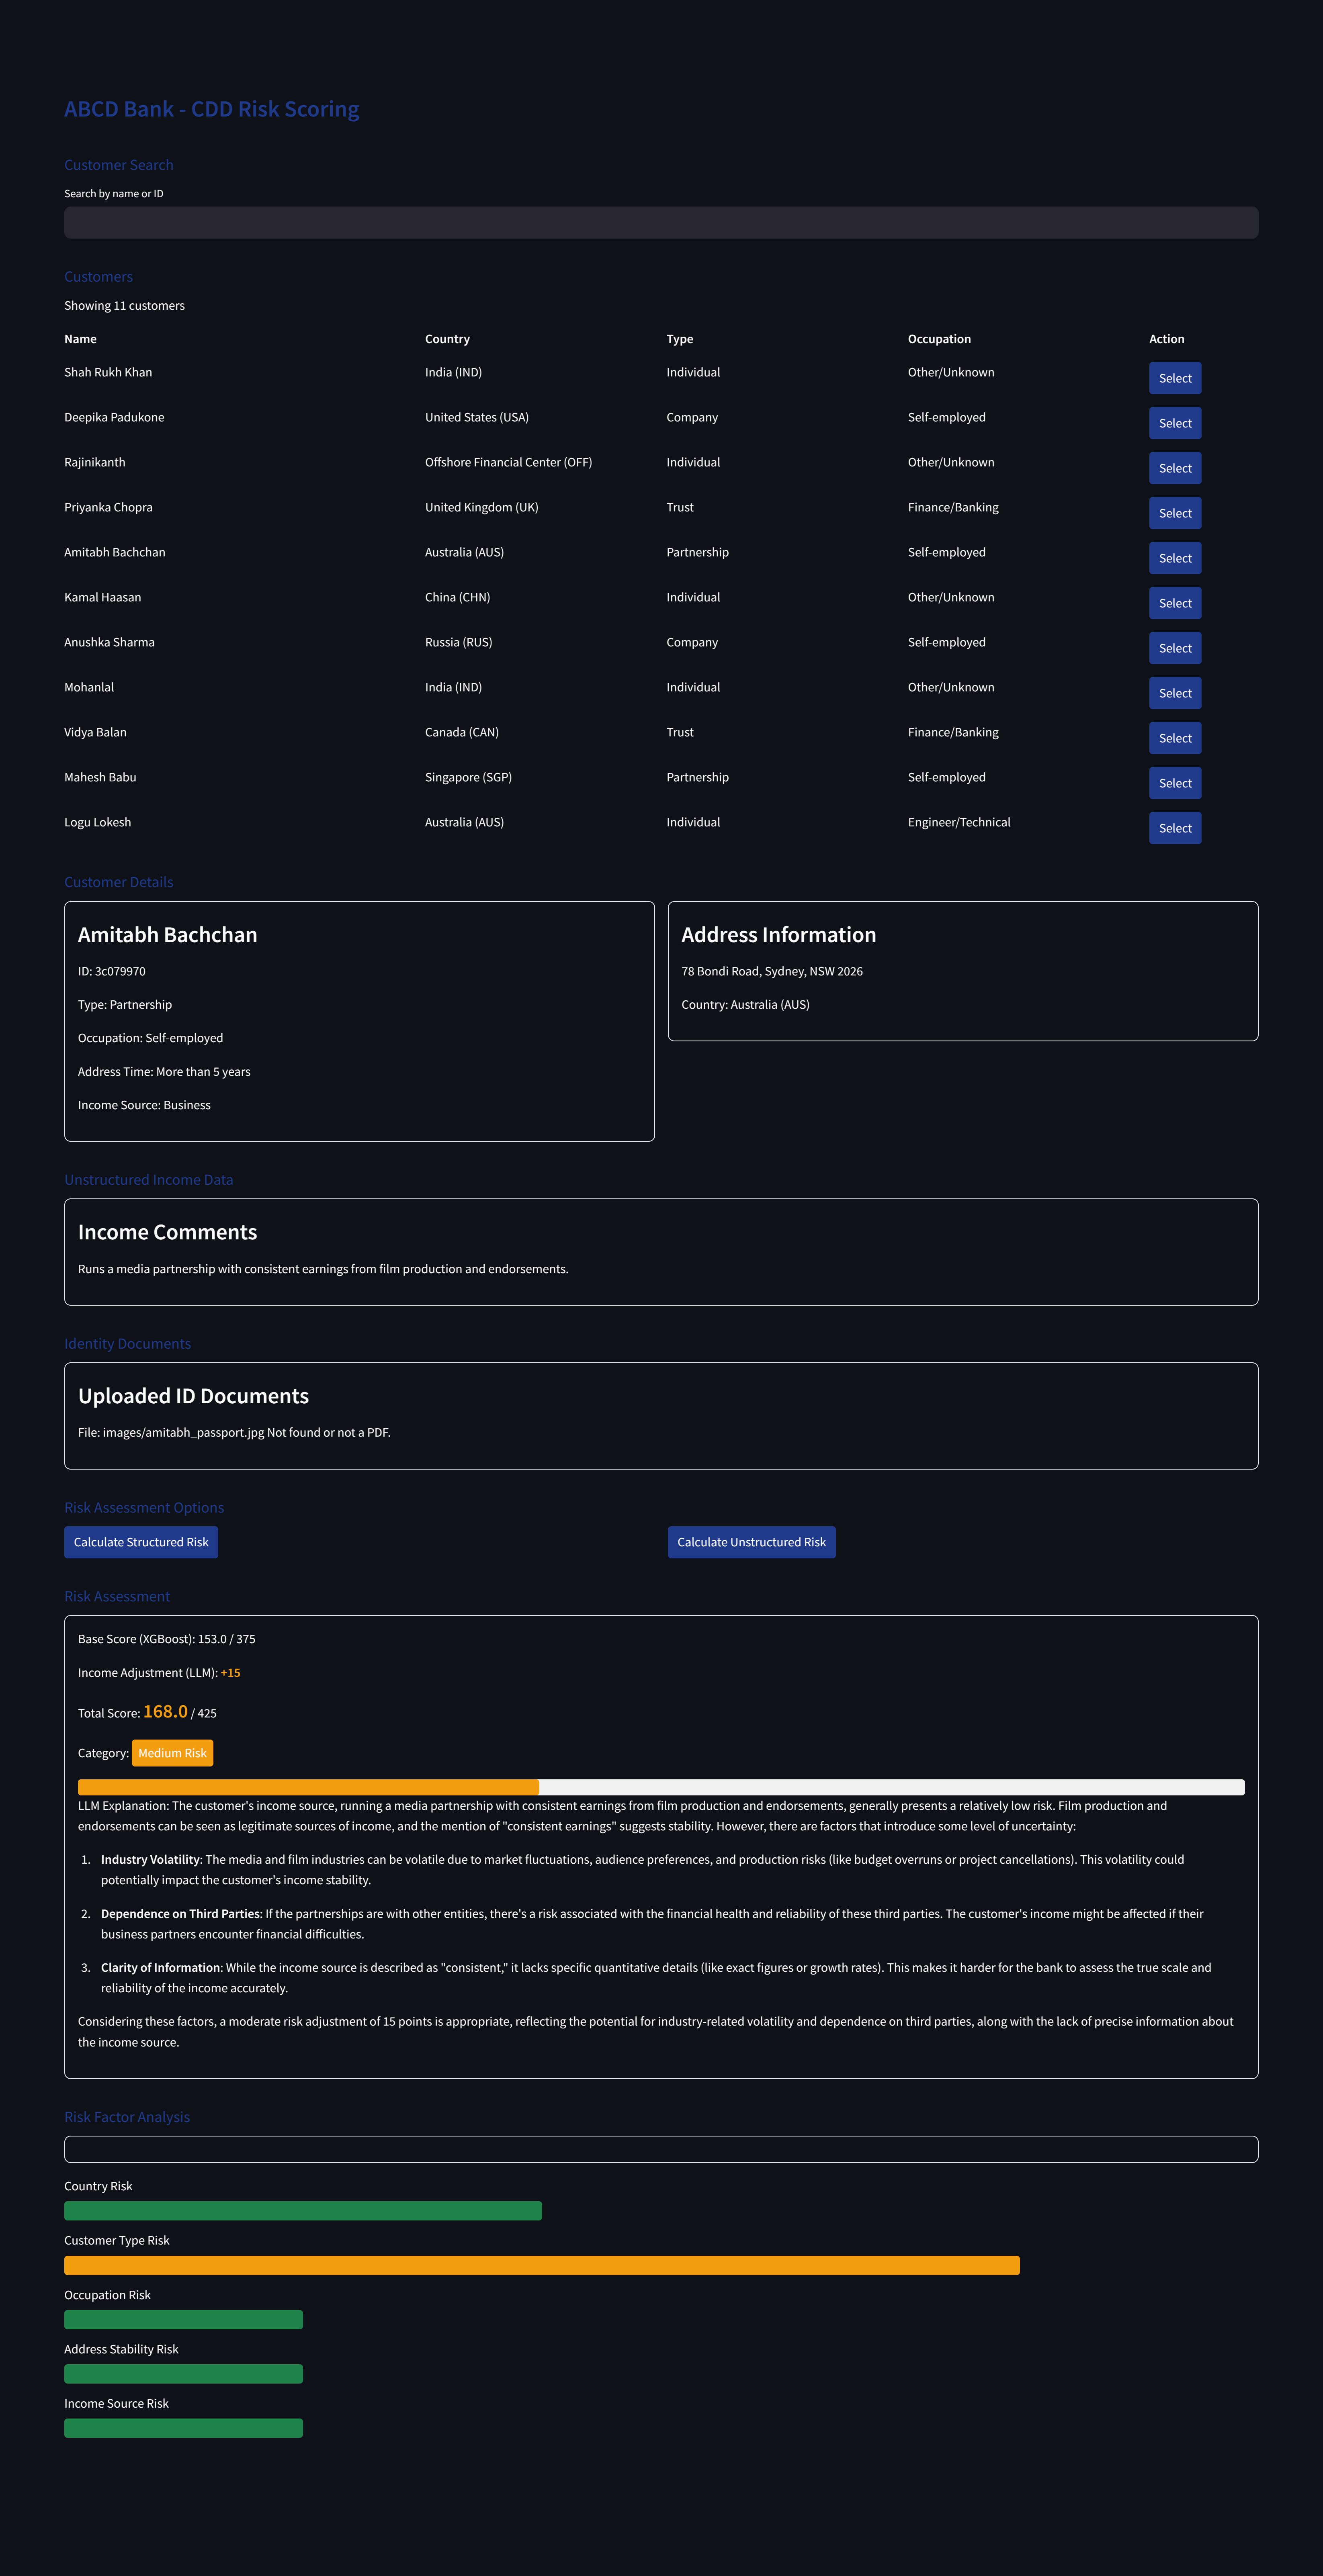 ABCD Bank - CDD Risk Scoring
Customer Search
Search by name or ID
Customers
Showing 11 customers
Name Country Type Occupation Action
Shah Rukh Khan India (IND) Individual Other/Unknown Select
Deepika Padukone United States (USA) Company Self-employed Select
Rajinikanth Offshore Financial Center (OFF) Individual Other/Unknown Select
Priyanka Chopra United Kingdom (UK) Trust Finance/Banking Select
Amitabh Bachchan Australia (AUS) Partnership Self-employed Select
Kamal Haasan China (CHN) Individual Other/Unknown Select
Anushka Sharma Russia (RUS) Company Self-employed Select
Mohanlal India (IND) Individual Other/Unknown Select
Vidya Balan Canada (CAN) Trust Finance/Banking Select
Mahesh Babu Singapore (SGP) Partnership Self-employed Select
Logu Lokesh Australia (AUS) Individual Engineer/Technical Select
Customer Details
Amitabh Bachchan
ID: 3c079970
Type: Partnership
Occupation: Self-employed
Address Time: More than 5 years
Income Source: Business
Address Information
78 Bondi Road, Sydney, NSW 2026
Country: Australia (AUS)
Unstructured Income Data
Income Comments
Runs a media partnership with consistent earnings from film production and endorsements.
Identity Documents
Uploaded ID Documents
File: images/amitabh_passport.jpg Not found or not a PDF.
Risk Assessment Options
Calculate Structured Risk Calculate Unstructured Risk
Risk Assessment
Base Score (XGBoost): 153.0 / 375
Income Adjustment (LLM): +15
Total Score: 168.0 / 425
Category: Medium Risk
LLM Explanation: The customer's income source, running a media partnership with consistent earnings from film production and endorsements, generally presents a relatively low risk. Film production and
endorsements can be seen as legitimate sources of income, and the mention of "consistent earnings" suggests stability. However, there are factors that introduce some level of uncertainty:
1. Industry Volatility: The media and film industries can be volatile due to market fluctuations, audience preferences, and production risks (like budget overruns or project cancellations). This volatility could
potentially impact the customer's income stability.
2. Dependence on Third Parties: If the partnerships are with other entities, there's a risk associated with the financial health and reliability of these third parties. The customer's income might be affected if their
business partners encounter financial difficulties.
3. Clarity of Information: While the income source is described as "consistent," it lacks specific quantitative details (like exact figures or growth rates). This makes it harder for the bank to assess the true scale and
reliability of the income accurately.
Considering these factors, a moderate risk adjustment of 15 points is appropriate, reflecting the potential for industry-related volatility and dependence on third parties, along with the lack of precise information about
the income source.
Risk Factor Analysis
Country Risk
Customer Type Risk
Occupation Risk
Address Stability Risk
Income Source Risk